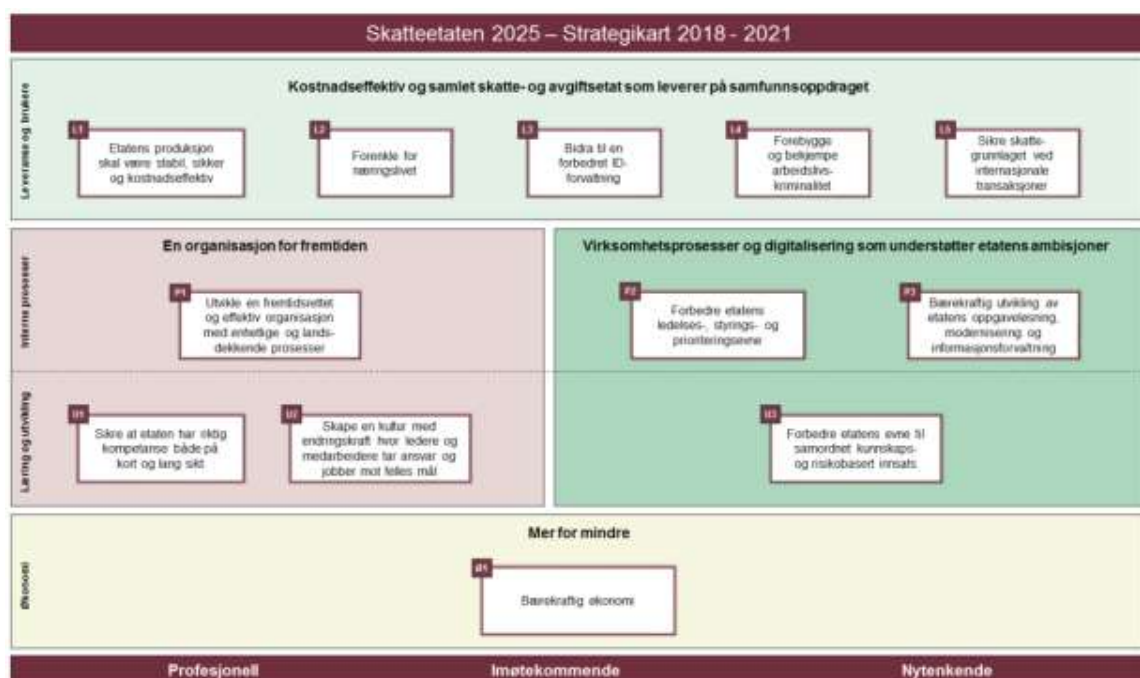 Skatteetaten 2025 – Strategikart 2018 - 2021
Leveranse og brukere
Kostnadseffektiv og samlet skatte- og avgiftsetat som leverer på samfunnsoppdraget
L1
Etatens produksjon
skal være stabil, sikker
og kostnadseffektiv
L2
Forenkle for
næringslivet
L3
Bidra til en
forbedret ID-
forvaltning
L4
Forebygge
og bekjempe
arbeidslivs-
kriminalitet
L5
Sikre skatte-
grunnlaget ved
internasjonale
transaksjoner
Interne prosesser
En organisasjon for fremtiden
P1
Utvikle en fremtidsrettet
og effektiv organisasjon
med enhetlige og lands-
dekkende prosesser
Virksomhetsprosesser og digitalisering som understøtter etatens ambisjoner
P2
Forbedre etatens
ledelses-, styrings- og
prioriteringsevne
P3
Bærekraftig utvikling av
etatens oppgaveløsning,
modernisering og
informasjonsforvaltning
Læring og utvikling
U1
Sikre at etaten har riktig
kompetanse både på
kort og lang sikt
U2
Skape en kultur med
endringskraft hvor ledere og
medarbeidere tar ansvar og
jobber mot felles mål
U3
Forbedre etatens evne til
samordnet kunnskaps-
og risikobasert innsats
Økonomi
Mer for mindre
Ø1
Bærekraftig økonomi
Profesjonell
Imøtekommende
Nytenkende